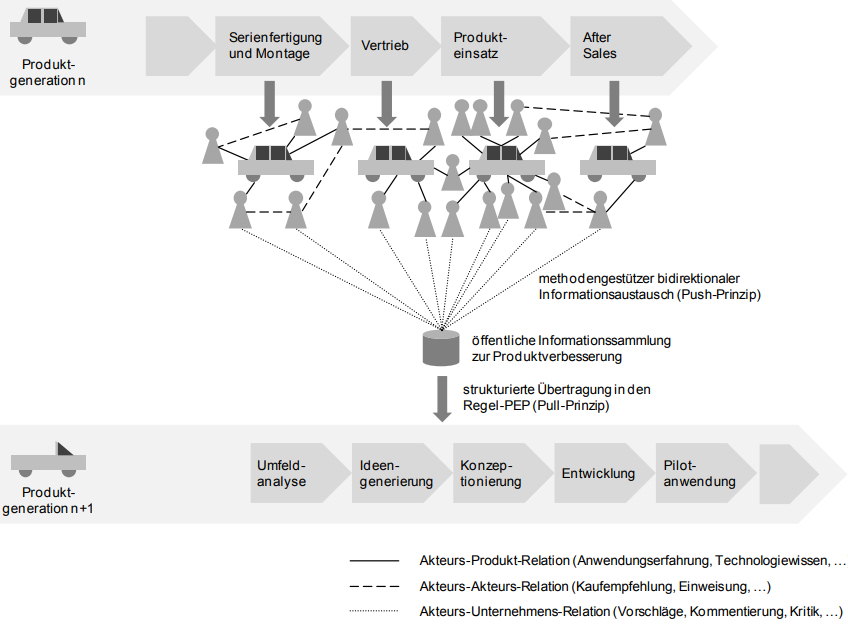 Produkt-
generation n
Serienfertigung
und Montage
Vertrieb
Produkt-
einsatz
After
Sales
methodengestützer bidirektionaler
Informationsaustausch (Push-Prinzip)
öffentliche Informationssammlung
zur Produktverbesserung
strukturierte Übertragung in den
Regel-PEP (Pull-Prinzip)
Produkt-
generation n+1
Umfeld-
analyse
Ideen-
generierung
Konzep-
tionierung
Entwicklung
Pilot-
anwendung
Akteurs-Produkt-Relation (Anwendungserfahrung, Technologiewissen, ...
Akteurs-Akteurs-Relation (Kaufempfehlung, Einweisung, ...)
Akteurs-Unternehmens-Relation (Vorschläge, Kommentierung, Kritik, ...)